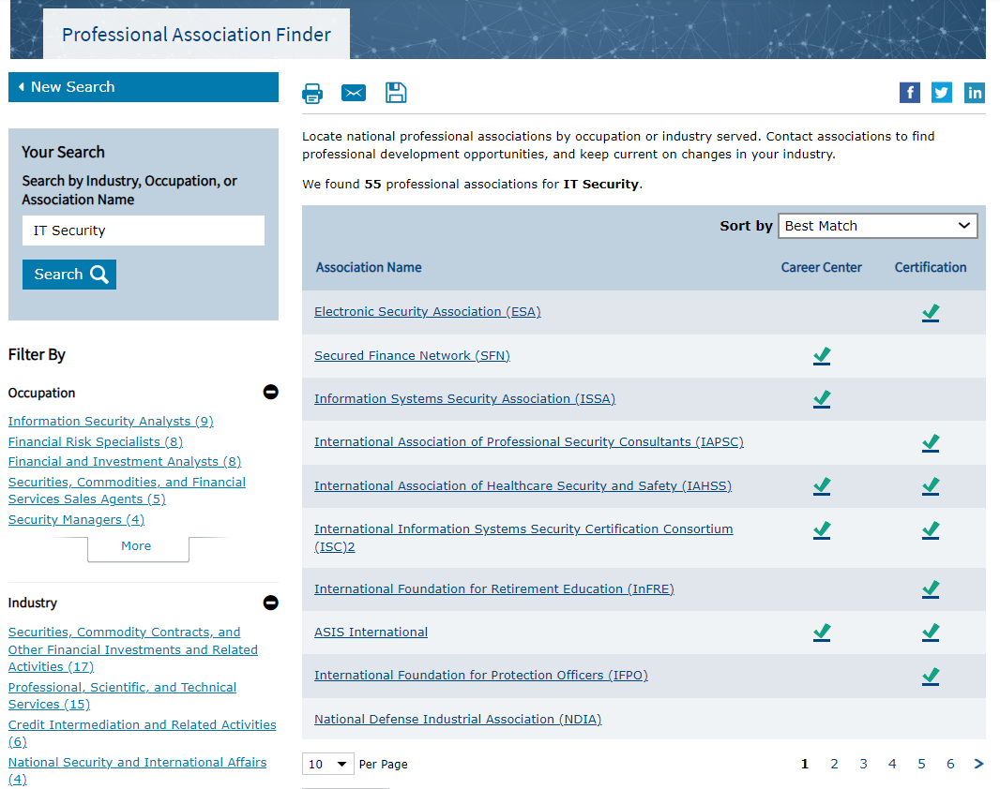 Professional Association Finder
New Search
Your Search
Search by Industry, Occupation, or
Association Name
IT Security
Search
Filter By
Occupation
Information Security Analysts (9)
Financial Risk Specialists (8)
Financial and Investment Analysts (8)
Securities, Commodities, and Financial
Services Sales Agents (5)
Security Managers (4)
More
Industry
Securities, Commodity Contracts, and
Other Financial Investments and Related
Activities (17)
Professional, Scientific, and Technical
Services (15)
Credit Intermediation and Related Activities
(6)
National Security and International Affairs
(4)
f in
Locate national professional associations by occupation or industry served. Contact associations to find
professional development opportunities, and keep current on changes in your industry.
We found 55 professional associations for IT Security.
Sort by Best Match
Association Name Career Center Certification
Electronic Security Association (ESA)
Secured Finance Network (SFN)
Information Systems Security Association (ISSA)
International Association of Professional Security Consultants (IAPSC)
International Association of Healthcare Security and Safety (IAHSS)
International Information Systems Security Certification Consortium
(ISC)2
International Foundation for Retirement Education (InFRE)
ASIS International
International Foundation for Protection Officers (IFPO)
National Defense Industrial Association (NDIA)
10 Per Page 1 2 3 4 5 6 >